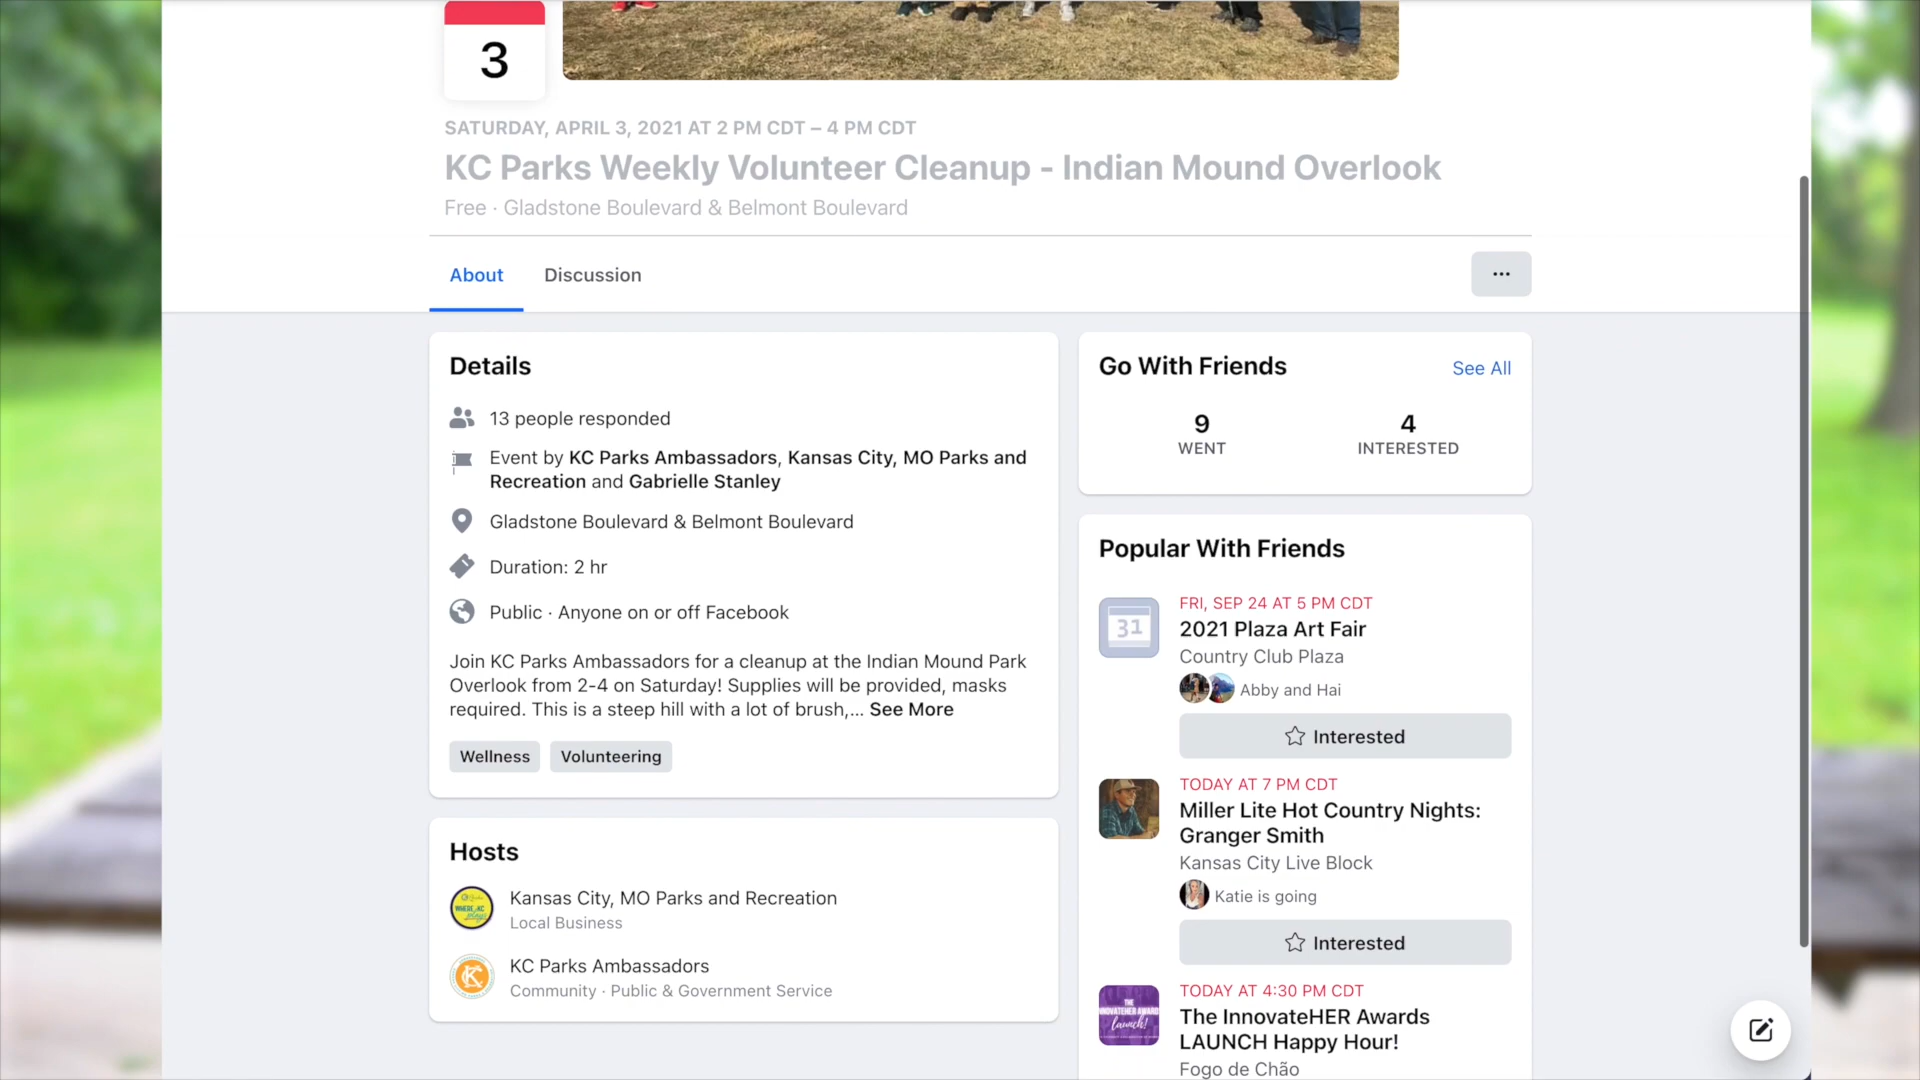 3
SATURDAY, APRIL 3, 2021 AT 2 PM CDT – 4 PM CDT
KC Parks Weekly Volunteer Cleanup - Indian Mound Overlook
Free · Gladstone Boulevard & Belmont Boulevard
About
Discussion
Details
13 people responded
Event by KC Parks Ambassadors, Kansas City, MO Parks and
Recreation and Gabrielle Stanley
Gladstone Boulevard & Belmont Boulevard
Duration: 2 hr
Public · Anyone on or off Facebook
Join KC Parks Ambassadors for a cleanup at the Indian Mound Park
Overlook from 2-4 on Saturday! Supplies will be provided, masks
required. This is a steep hill with a lot of brush,... See More
Wellness
Volunteering
Hosts
Kansas City, MO Parks and Recreation
Local Business
KC Parks Ambassadors
Community · Public & Government Service
Go With Friends
See All
9
WENT
4
INTERESTED
Popular With Friends
31
FRI, SEP 24 AT 5 PM CDT
2021 Plaza Art Fair
Country Club Plaza
Abby and Hai
Interested
TODAY AT 7 PM CDT
Miller Lite Hot Country Nights:
Granger Smith
Kansas City Live Block
Katie is going
Interested
TODAY AT 4:30 PM CDT
The InnovateHER Awards
LAUNCH Happy Hour!
Fogo de Chão
THE
INNOVATEHER AWARDS
launch!
KC